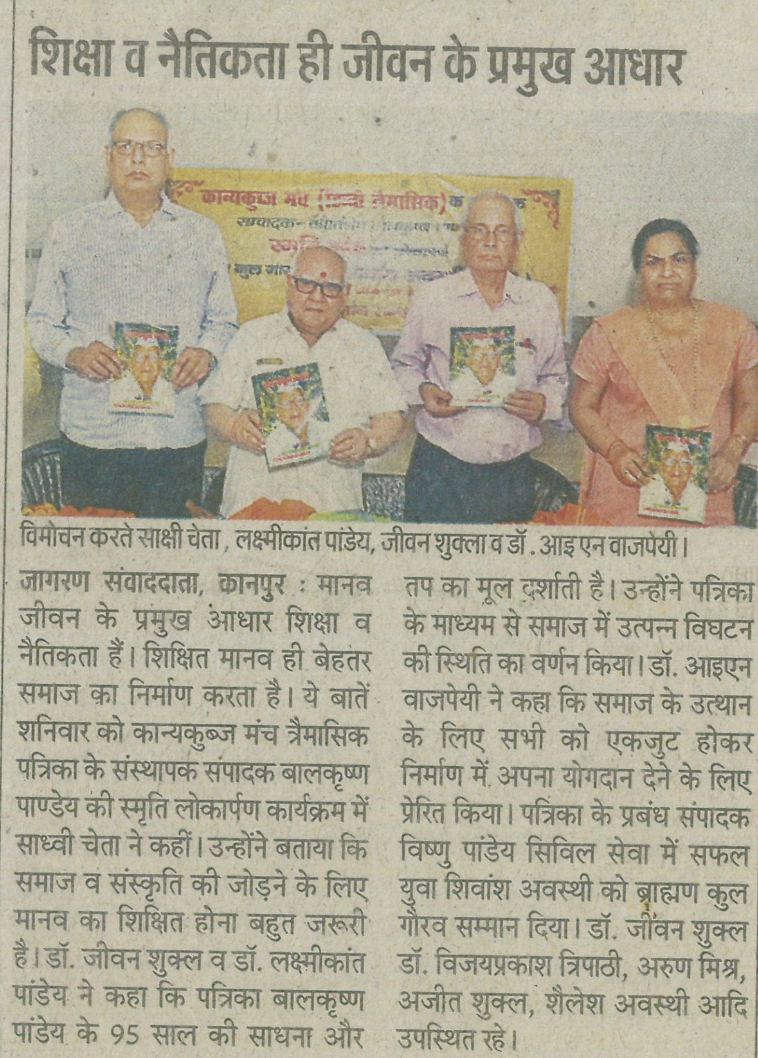 शिक्षा व नैतिकता ही जीवन के प्रमुख आधार
कान्यकुब्ज मंच (हिन्दी त्रैमासिक) क
सम्पादक-
स्मृति
विमोचन करते साक्षी चेता, लक्ष्मीकांत पांडेय, जीवन शुक्ला व डॉ. आइ एन वाजपेयी।
जागरण संवाददाता, कानपुर : मानव
जीवन के प्रमुख आधार शिक्षा व
नैतिकता हैं। शिक्षित मानव ही बेहतर
समाज का निर्माण करता है। ये बातें
शनिवार को कान्यकुब्ज मंच त्रैमासिक
पत्रिका के संस्थापक संपादक बालकृष्ण
पाण्डेय की स्मृति लोकार्पण कार्यक्रम में
साध्वी चेता ने कहीं। उन्होंने बताया कि
समाज व संस्कृति की जोड़ने के लिए
मानव का शिक्षित होना बहुत जरूरी
है। डॉ. जीवन शुक्ल व डॉ. लक्ष्मीकांत
पांडेय ने कहा कि पत्रिका बालकृष्ण
पांडेय के 95 साल की साधना और
तप का मूल दर्शाती है। उन्होंने पत्रिका
के माध्यम से समाज में उत्पन्न विघटन
की स्थिति का वर्णन किया। डॉ. आइएन
वाजपेयी ने कहा कि समाज के उत्थान
के लिए सभी को एकजुट होकर
निर्माण में अपना योगदान देने के लिए
प्रेरित किया। पत्रिका के प्रबंध संपादक
विष्णु पांडेय सिविल सेवा में सफल
युवा शिवांश अवस्थी को ब्राह्मण कुल
गौरव सम्मान दिया। डॉ. जीवन शुक्ल
डॉ. विजयप्रकाश त्रिपाठी, अरुण मिश्र,
अजीत शुक्ल, शैलेश अवस्थी आदि
उपस्थित रहे।